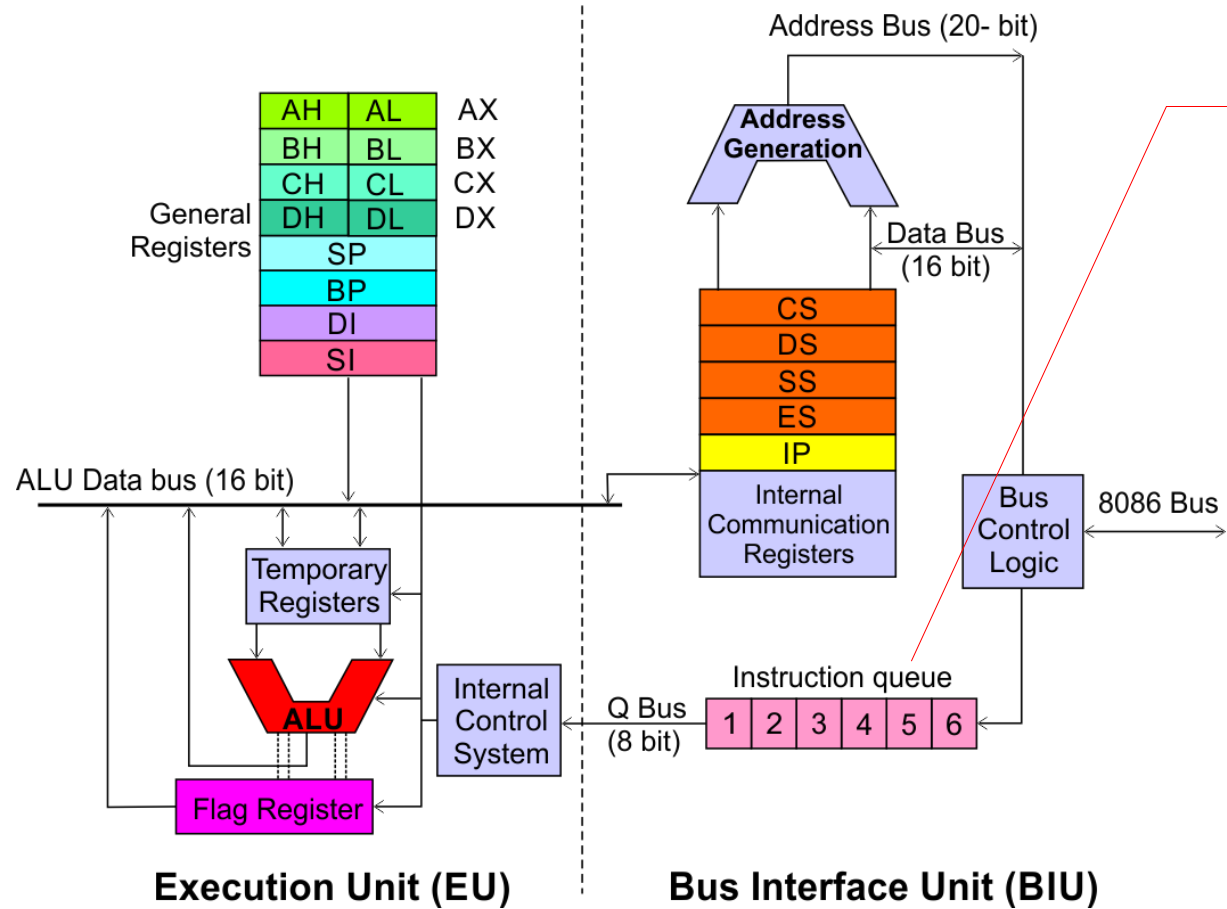 Address Bus (20- bit)
AH AL AX
BH BL BX
CH CL CX
DH DL DX
General
Registers
SP
BP
DI
SI
Address
Generation
Data Bus
(16 bit)
CS
DS
SS
ES
IP
Internal
Communication
Registers
Bus
Control
Logic
8086 Bus
ALU Data bus (16 bit)
Temporary
Registers
ALU
Internal
Control
System
Flag Register
Q Bus
(8 bit)
Instruction queue
1 2 3 4 5 6
Execution Unit (EU)
Bus Interface Unit (BIU)